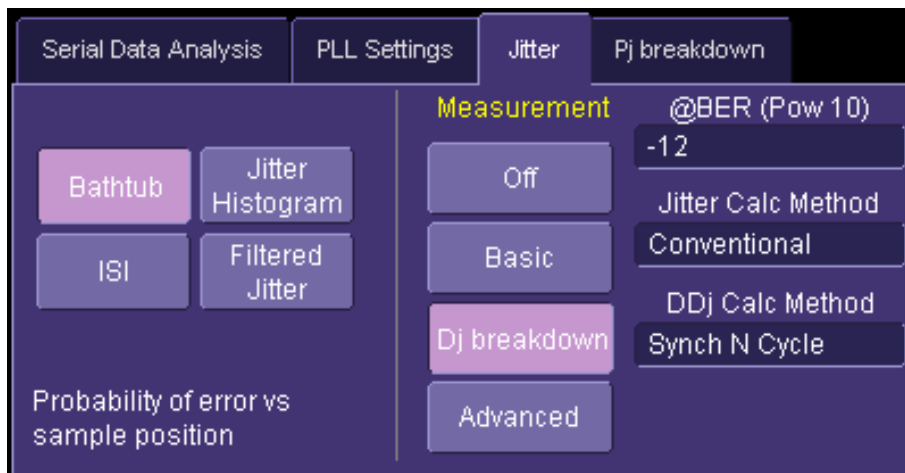 Serial Data Analysis
PLL Settings
Jitter
Pj breakdown
Bathtub
Jitter
Histogram
ISI
Filtered
Jitter
Probability of error vs
sample position
Measurement
Off
Basic
Dj breakdown
Advanced
@BER (Pow 10)
-12
Jitter Calc Method
Conventional
DDj Calc Method
Synch N Cycle